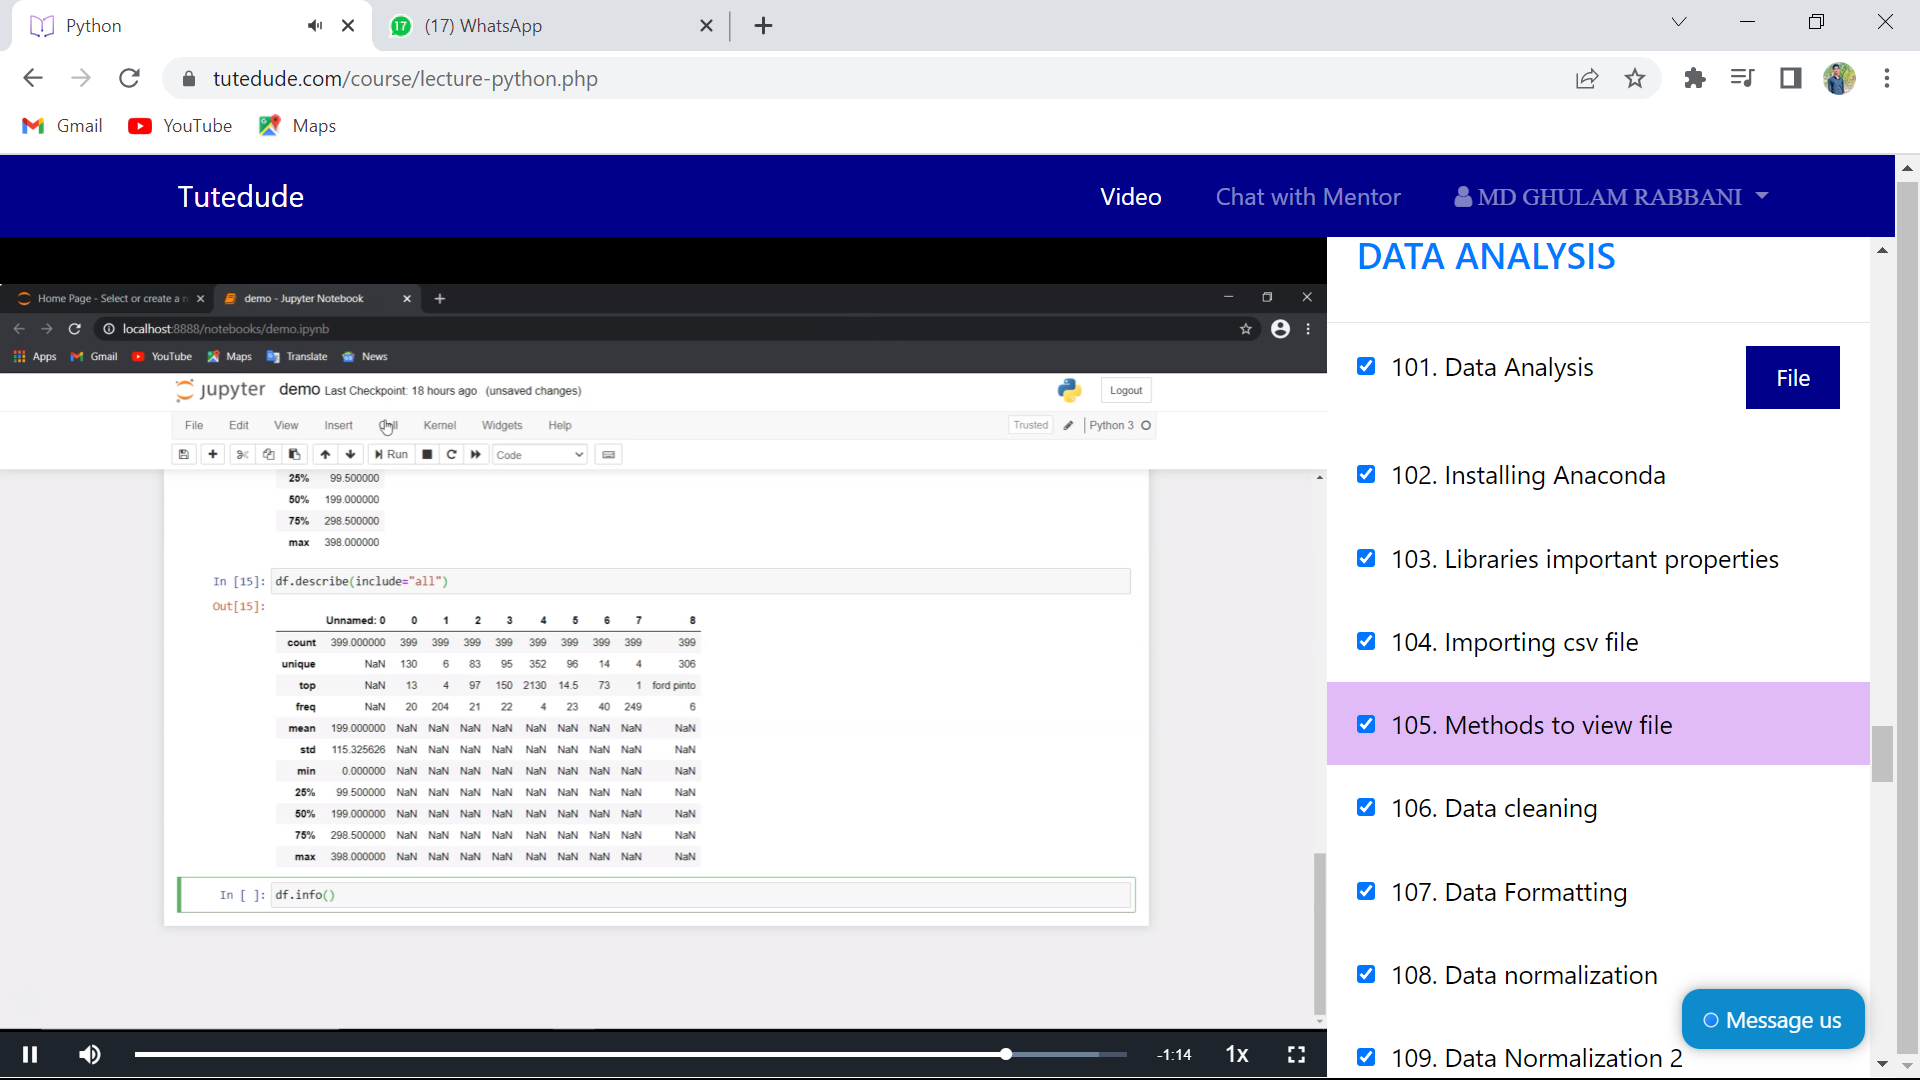 Python
17
(17) WhatsApp
tutedude.com/course/lecture-python.php
Gmail YouTube Maps
Tutedude Video Chat with Mentor MD GHULAM RABBANI
Home Page - Select or create a n demo - Jupyter Notebook
localhost:8888/notebooks/demo.ipynb
Apps Gmail YouTube Maps Translate News
jupyter demo Last Checkpoint: 18 hours ago (unsaved changes) Logout
File Edit View Insert Cell Kernel Widgets Help Trusted Python 3
Run Code
25% 99.500000
50% 199.000000
75% 298.500000
max 398.000000
In [15]: df.describe(include="all")
Out[15]:
Unnamed: 0 0 1 2 3 4 5 6 7 8
count 399.000000 399 399 399 399 399 399 399 399 399
unique NaN 130 6 83 95 352 96 14 4 306
top NaN 13 4 97 150 2130 14.5 73 1 ford pinto
freq NaN 20 204 21 22 4 23 40 249 6
mean 199.000000 NaN NaN NaN NaN NaN NaN NaN NaN NaN
std 115.325626 NaN NaN NaN NaN NaN NaN NaN NaN NaN
min 0.000000 NaN NaN NaN NaN NaN NaN NaN NaN NaN
25% 99.500000 NaN NaN NaN NaN NaN NaN NaN NaN NaN
50% 199.000000 NaN NaN NaN NaN NaN NaN NaN NaN NaN
75% 298.500000 NaN NaN NaN NaN NaN NaN NaN NaN NaN
max 398.000000 NaN NaN NaN NaN NaN NaN NaN NaN NaN
In [ ]: df.info()
-1:14 1x
DATA ANALYSIS
101. Data Analysis
File
102. Installing Anaconda
103. Libraries important properties
104. Importing csv file
105. Methods to view file
106. Data cleaning
107. Data Formatting
108. Data normalization
Message us
109. Data Normalization 2